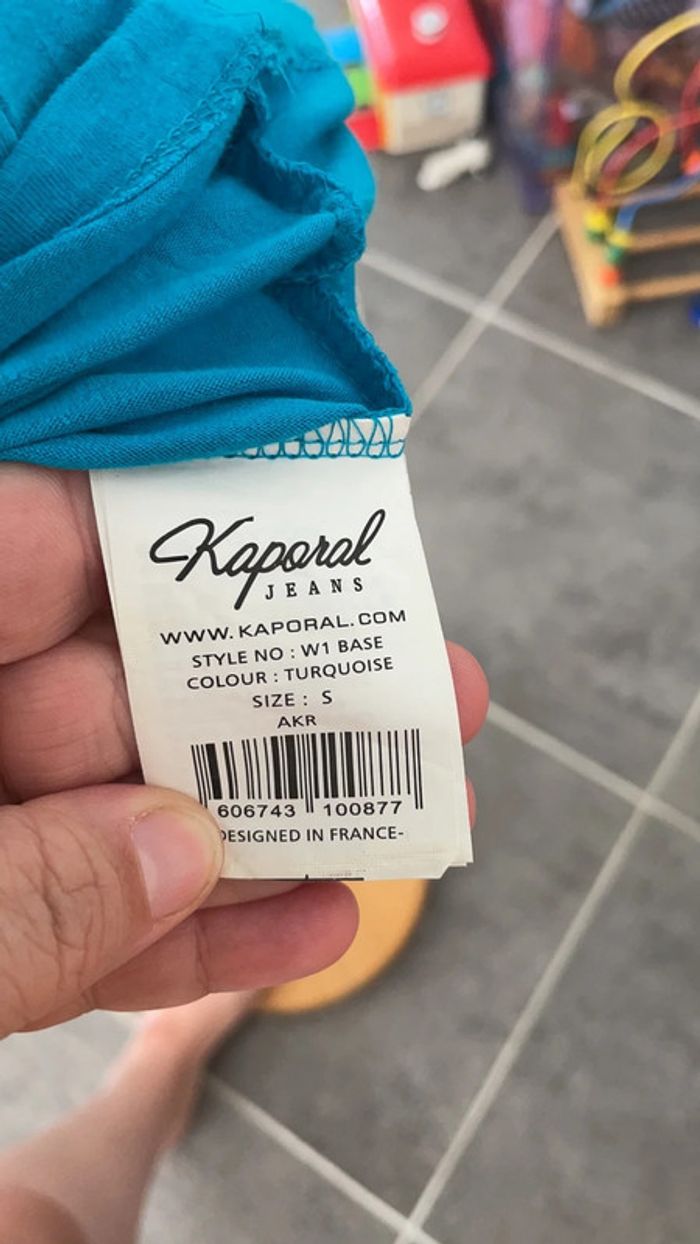 Kaporal
JEANS
WWW.KAPORAL.COM
STYLE NO : W1 BASE
COLOUR : TURQUOISE
SIZE : S
AKR
606743 100877
DESIGNED IN FRANCE-